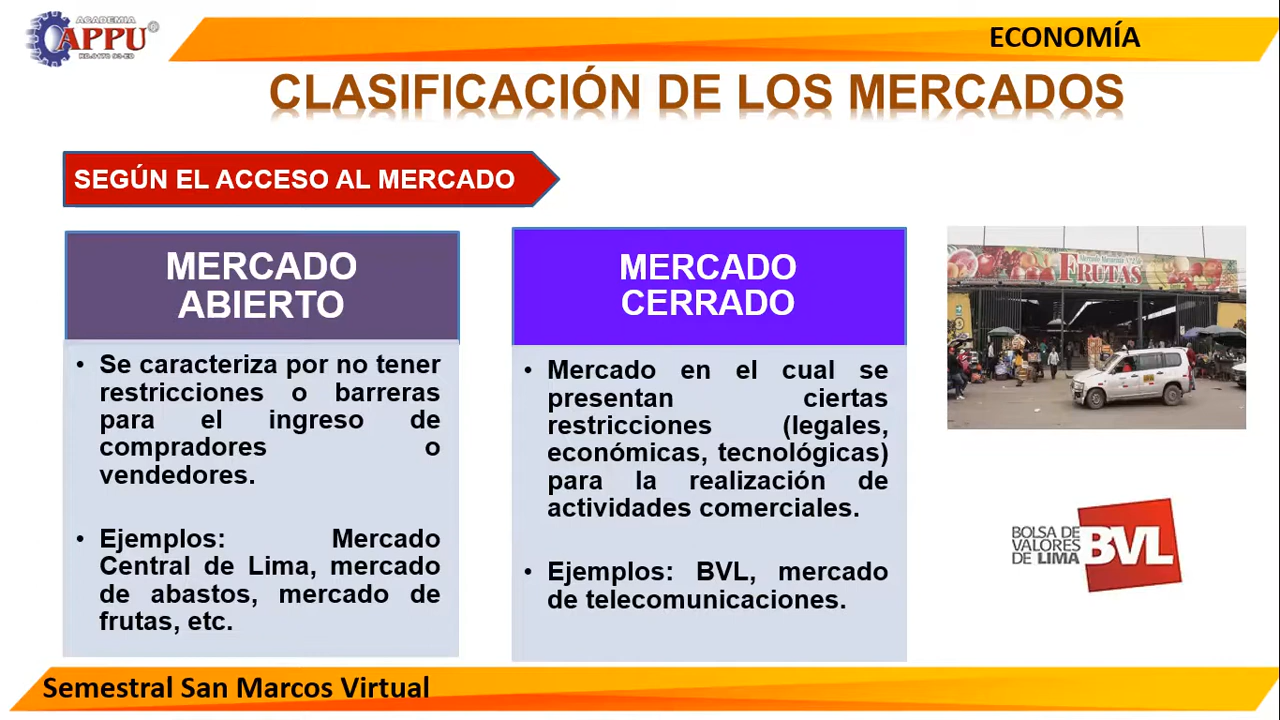 ACADEMIA
APPU
ECONOMÍA
CLASIFICACIÓN DE LOS MERCADOS
SEGÚN EL ACCESO AL MERCADO
MERCADO
ABIERTO
• Se caracteriza por no tener
restricciones o barreras
para el ingreso de
compradores o
vendedores.
• Ejemplos: Mercado
Central de Lima, mercado
de abastos, mercado de
frutas, etc.
MERCADO
CERRADO
• Mercado en el cual se
presentan ciertas
restricciones (legales,
económicas, tecnológicas)
para la realización de
actividades comerciales.
• Ejemplos: BVL, mercado
de telecomunicaciones.
FRUTAS
BOLSA DE
VALORES
DE LIMA
BVL
Semestral San Marcos Virtual